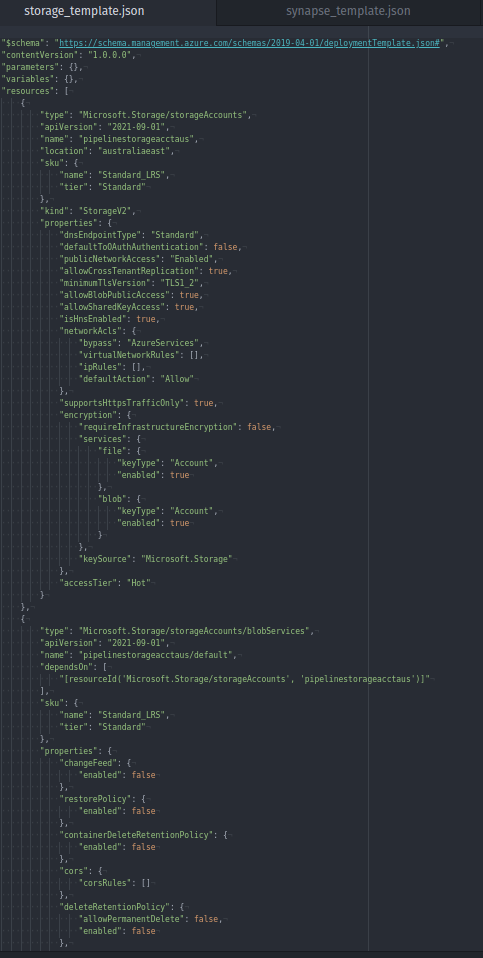 storage_template.json
synapse_template.json
"$schema": "https://schema.management.azure.com/schemas/2019-04-01/deploymentTemplate.json#",
"contentVersion": "1.0.0.0",
"parameters": {},
"variables": {},
"resources": [
{
"type": "Microsoft.Storage/storageAccounts",
"apiVersion": "2021-09-01",
"name": "pipelinestorageacctaus",
"location": "australiaeast",
"sku": {
"name": "Standard_LRS",
"tier": "Standard"
},
"kind": "StorageV2",
"properties": {
"dnsEndpointType": "Standard",
"defaultToOAuthAuthentication": false,
"publicNetworkAccess": "Enabled",
"allowCrossTenantReplication": true,
"minimumTlsVersion": "TLS1_2",
"allowBlobPublicAccess": true,
"allowSharedKeyAccess": true,
"isHnsEnabled": true,
"networkAcls": {
"bypass": "AzureServices",
"virtualNetworkRules": [],
"ipRules": [],
"defaultAction": "Allow"
},
"supportsHttpsTrafficOnly": true,
"encryption": {
"requireInfrastructureEncryption": false,
"services": {
"file": {
"keyType": "Account",
"enabled": true
},
"blob": {
"keyType": "Account",
"enabled": true
}
},
"keySource": "Microsoft.Storage"
},
"accessTier": "Hot"
}
},
{
"type": "Microsoft.Storage/storageAccounts/blobServices",
"apiVersion": "2021-09-01",
"name": "pipelinestorageacctaus/default",
"dependsOn": [
"[resourceId('Microsoft.Storage/storageAccounts', 'pipelinestorageacctaus')]"
],
"sku": {
"name": "Standard_LRS",
"tier": "Standard"
},
"properties": {
"changeFeed": {
"enabled": false
},
"restorePolicy": {
"enabled": false
},
"containerDeleteRetentionPolicy": {
"enabled": false
},
"cors": {
"corsRules": []
},
"deleteRetentionPolicy": {
"allowPermanentDelete": false,
"enabled": false
},